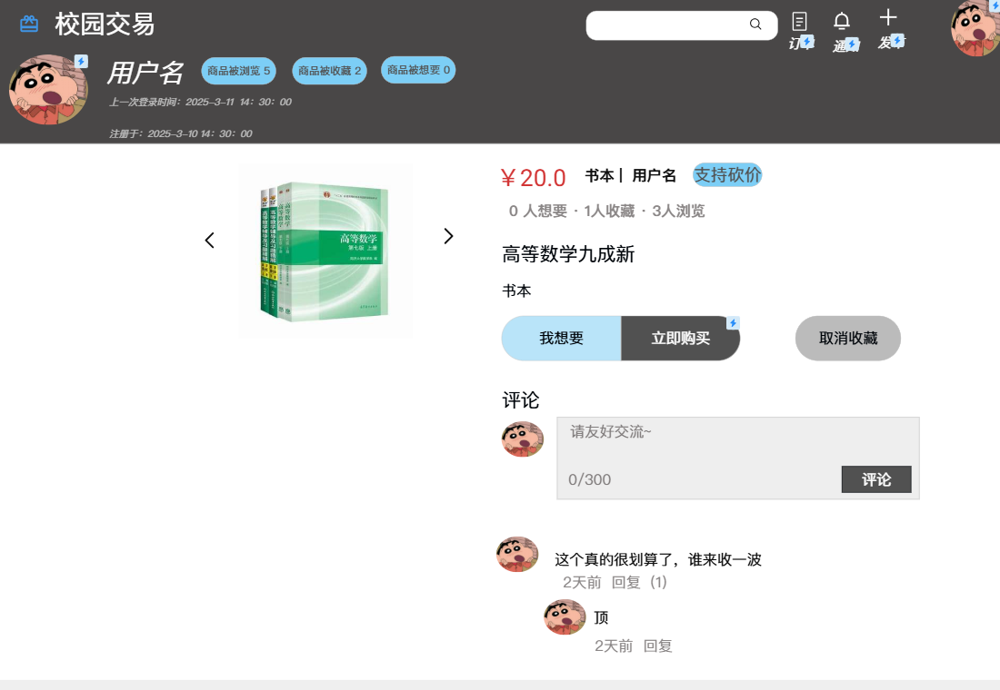 校园交易
用户名
商品被浏览 5
商品被收藏 2
商品被想要 0
上一次登录时间：2025-3-11 14：30：00
注册于：2025-3-10 14：30：00
￥20.0 书本 | 用户名 支持砍价
0 人想要 · 1人收藏 · 3人浏览
高等数学
第七版 上册
高等数学九成新
书本
我想要
立即购买
取消收藏
评论
请友好交流~
0/300
评论
这个真的很划算了，谁来收一波
2天前 回复 (1)
顶
2天前 回复